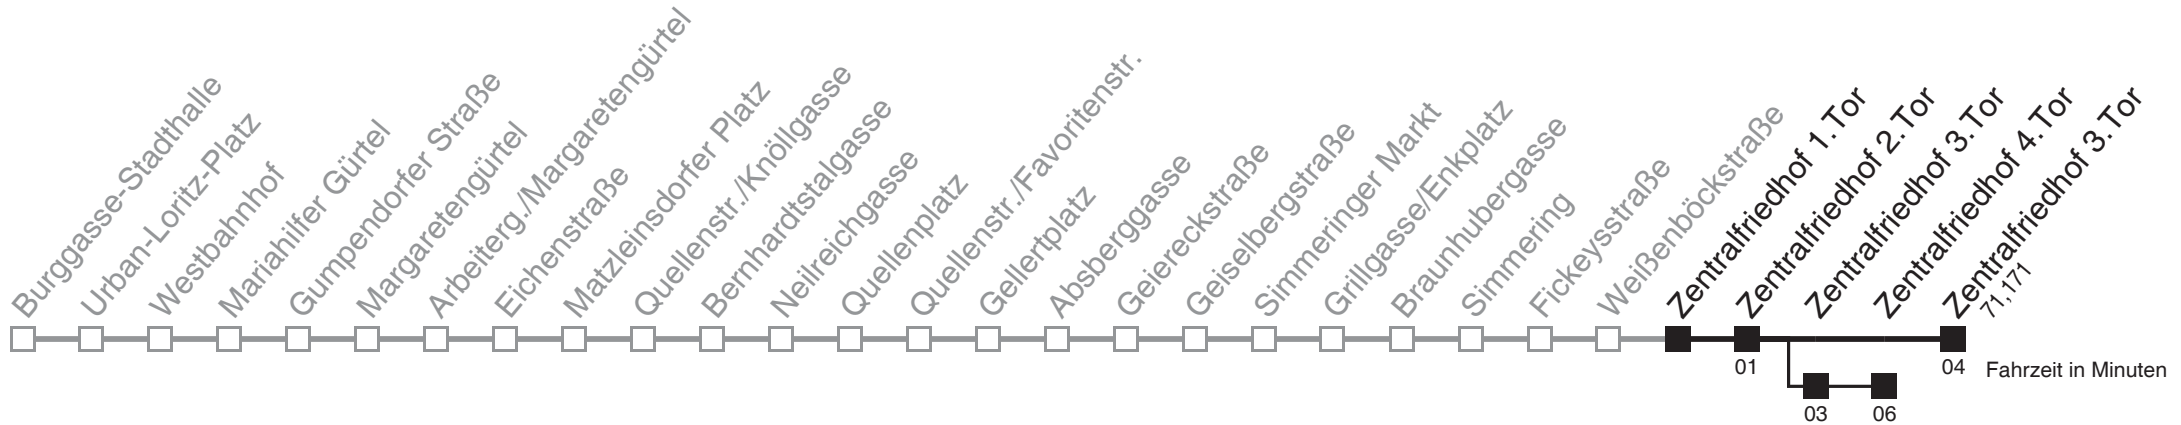 Burggasse-Stadthalle
Urban-Loritz-Platz
Westbahnhof
Mariahilfer Gürtel
Gumpendorfer Straße
Margaretengürtel
Arbeiterg./Margaretengürtel
Eichenstraße
Matzleinsdorfer Platz
Quellenstr./Knöllgasse
Bernhardtstalgasse
Neilreichgasse
Quellenplatz
Quellenstr./Favoritenstr.
Gellertplatz
Absberggasse
Geiereckstraße
Geiselbergstraße
Simmeringer Markt
Grillgasse/Enkplatz
Braunhubergasse
Simmering
Fickeysstraße
Weißenböckstraße
Zentralfriedhof 1.Tor
Zentralfriedhof 2.Tor
Zentralfriedhof 3.Tor
Zentralfriedhof 4.Tor
Zentralfriedhof 3.Tor
71,171
01
04
Fahrzeit in Minuten
03
06